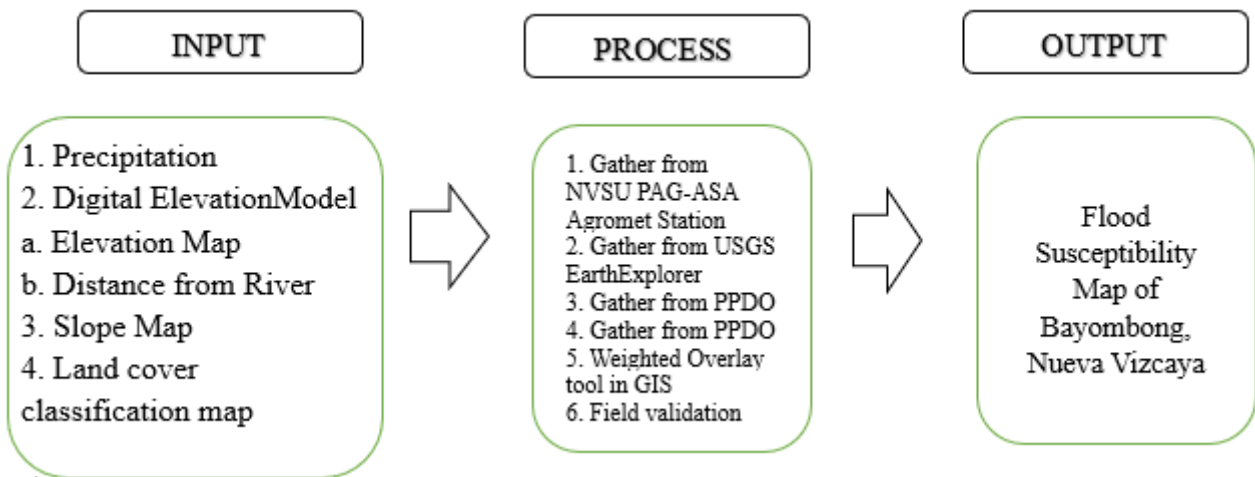 INPUT
PROCESS
OUTPUT
1. Precipitation
2. Digital ElevationModel
a. Elevation Map
b. Distance from River
3. Slope Map
4. Land cover
classification map
1. Gather from
NVSU PAG-ASA
Agromet Station
2. Gather from USGS
EarthExplorer
3. Gather from PPDO
4. Gather from PPDO
5. Weighted Overlay
tool in GIS
6. Field validation
Flood
Susceptibility
Map of
Bayombong,
Nueva Vizcaya